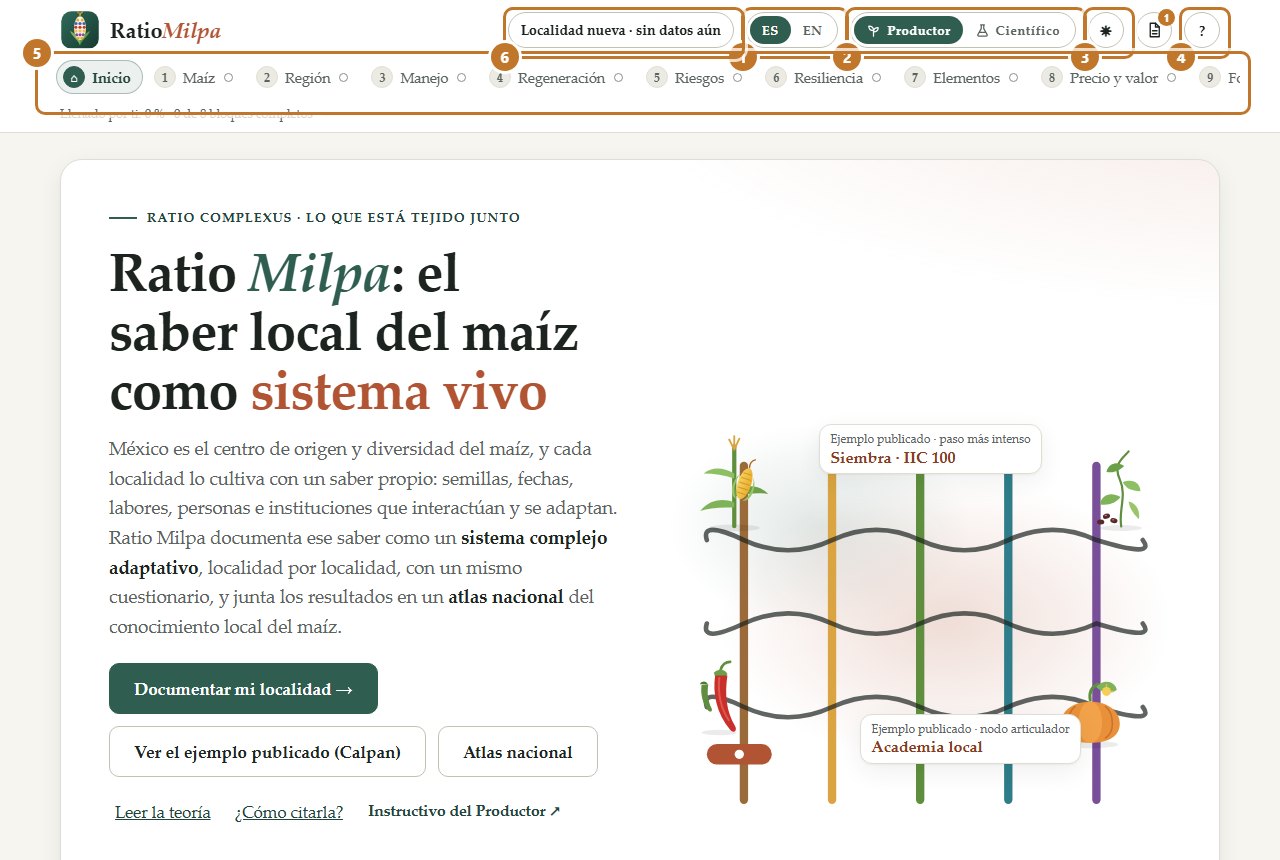 RatioMilpa
Localidad nueva · sin datos aún
ES EN
Productor Científico
1
?
5
6
1
2
3
4
Inicio
1 Maíz
2 Región
3 Manejo
4 Regeneración
5 Riesgos
6 Resiliencia
7 Elementos
8 Precio y valor
9
RATIO COMPLEXUS · LO QUE ESTÁ TEJIDO JUNTO
Ratio Milpa: el
saber local del maíz
como sistema vivo
México es el centro de origen y diversidad del maíz, y cada
localidad lo cultiva con un saber propio: semillas, fechas,
labores, personas e instituciones que interactúan y se adaptan.
Ratio Milpa documenta ese saber como un sistema complejo
adaptativo, localidad por localidad, con un mismo
cuestionario, y junta los resultados en un atlas nacional del
conocimiento local del maíz.
Documentar mi localidad →
Ver el ejemplo publicado (Calpan)
Atlas nacional
Leer la teoría
¿Cómo citarla?
Instructivo del Productor ↗
Ejemplo publicado · paso más intenso
Siembra · IIC 100
Ejemplo publicado · nodo articulador
Academia local